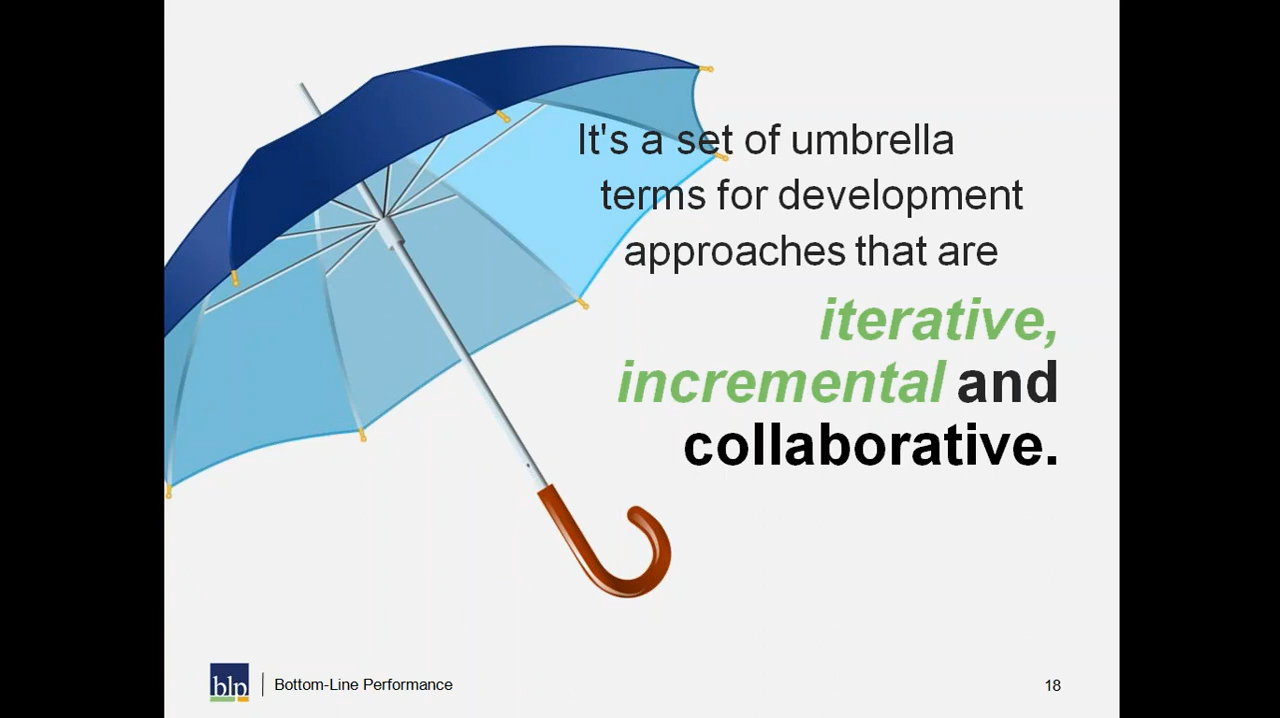 It's a set of umbrella
terms for development
approaches that are
iterative,
incremental and
collaborative.
blp | Bottom-Line Performance
18